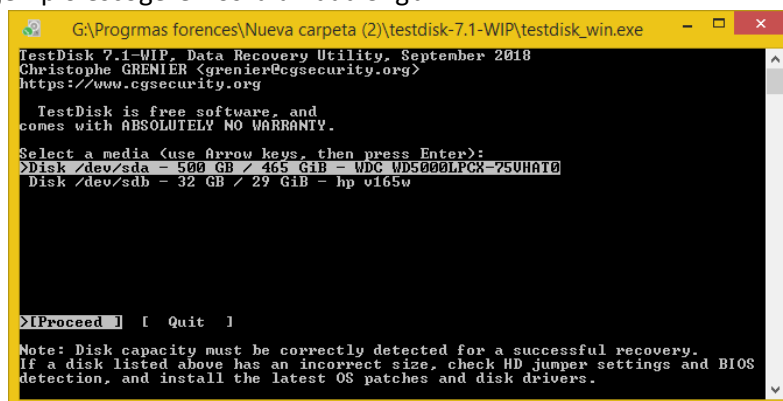 G:\Progrmas forences\Nueva carpeta (2)\testdisk-7.1-WIP\testdisk_win.exe
TestDisk 7.1-WIP, Data Recovery Utility, September 2018
Christophe GRENIER <grenier@cgsecurity.org>
https://www.cgsecurity.org
TestDisk is free software, and
comes with ABSOLUTELY NO WARRANTY.
Select a media (use Arrow keys, then press Enter):
>Disk /dev/sda - 500 GB / 465 GiB - WDC WD5000LPCX-75VHAT0
Disk /dev/sdb - 32 GB / 29 GiB - hp v165w
>[Proceed ] [ Quit ]
Note: Disk capacity must be correctly detected for a successful recovery.
If a disk listed above has an incorrect size, check HD jumper settings and BIOS
detection, and install the latest OS patches and disk drivers.